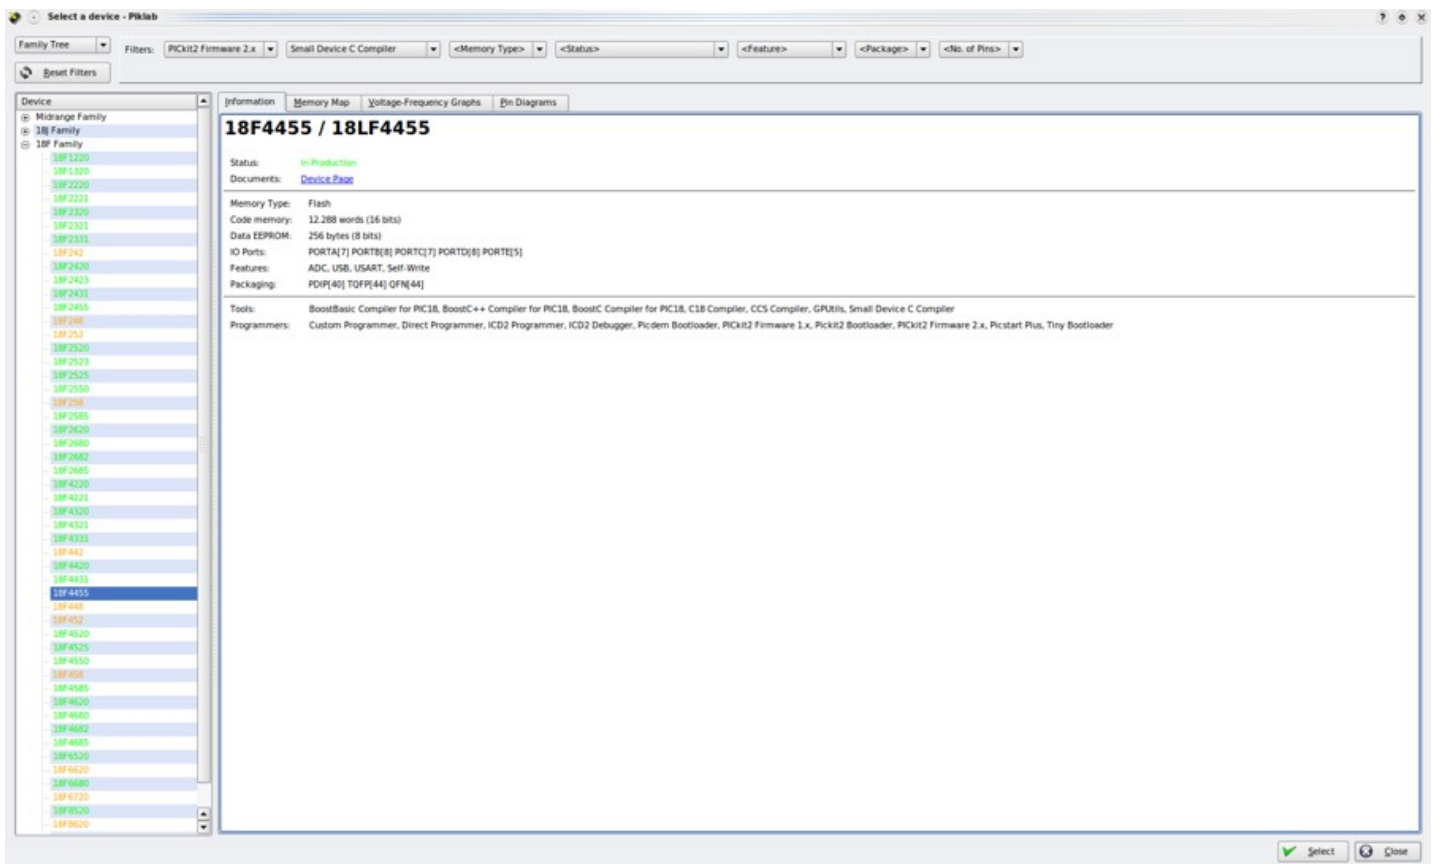 Select a device - Piklab
Family Tree
Filters: PICkit2 Firmware 2.x Small Device C Compiler <Memory Type> <Status> <Feature> <Package> <No. of Pins>
Reset Filters
Device
Midrange Family
18J Family
18F Family
18F1220
18F1320
18F2220
18F2221
18F2320
18F2321
18F2331
18F242
18F2420
18F2423
18F2431
18F2455
18F248
18F252
18F2520
18F2523
18F2525
18F2550
18F258
18F2585
18F2620
18F2680
18F2682
18F2685
18F4220
18F4221
18F4320
18F4321
18F4331
18F442
18F4420
18F4431
18F4455
18F448
18F452
18F4520
18F4525
18F4550
18F458
18F4585
18F4620
18F4680
18F4682
18F4685
18F6520
18F6620
18F6680
18F6720
18F8520
18F8620
Information Memory Map Voltage-Frequency Graphs Pin Diagrams
18F4455 / 18LF4455
Status: In Production
Documents: Device Page
Memory Type: Flash
Code memory: 12.288 words (16 bits)
Data EEPROM: 256 bytes (8 bits)
IO Ports: PORTA[7] PORTB[8] PORTC[7] PORTD[8] PORTE[5]
Features: ADC, USB, USART, Self-Write
Packaging: PDIP[40] TQFP[44] QFN[44]
Tools: BoostBasic Compiler for PIC18, BoostC++ Compiler for PIC18, BoostC Compiler for PIC18, C18 Compiler, CCS Compiler, GPUtils, Small Device C Compiler
Programmers: Custom Programmer, Direct Programmer, ICD2 Programmer, ICD2 Debugger, Picdem Bootloader, PICkit2 Firmware 1.x, Pickit2 Bootloader, PICkit2 Firmware 2.x, Picstart Plus, Tiny Bootloader
Select Close